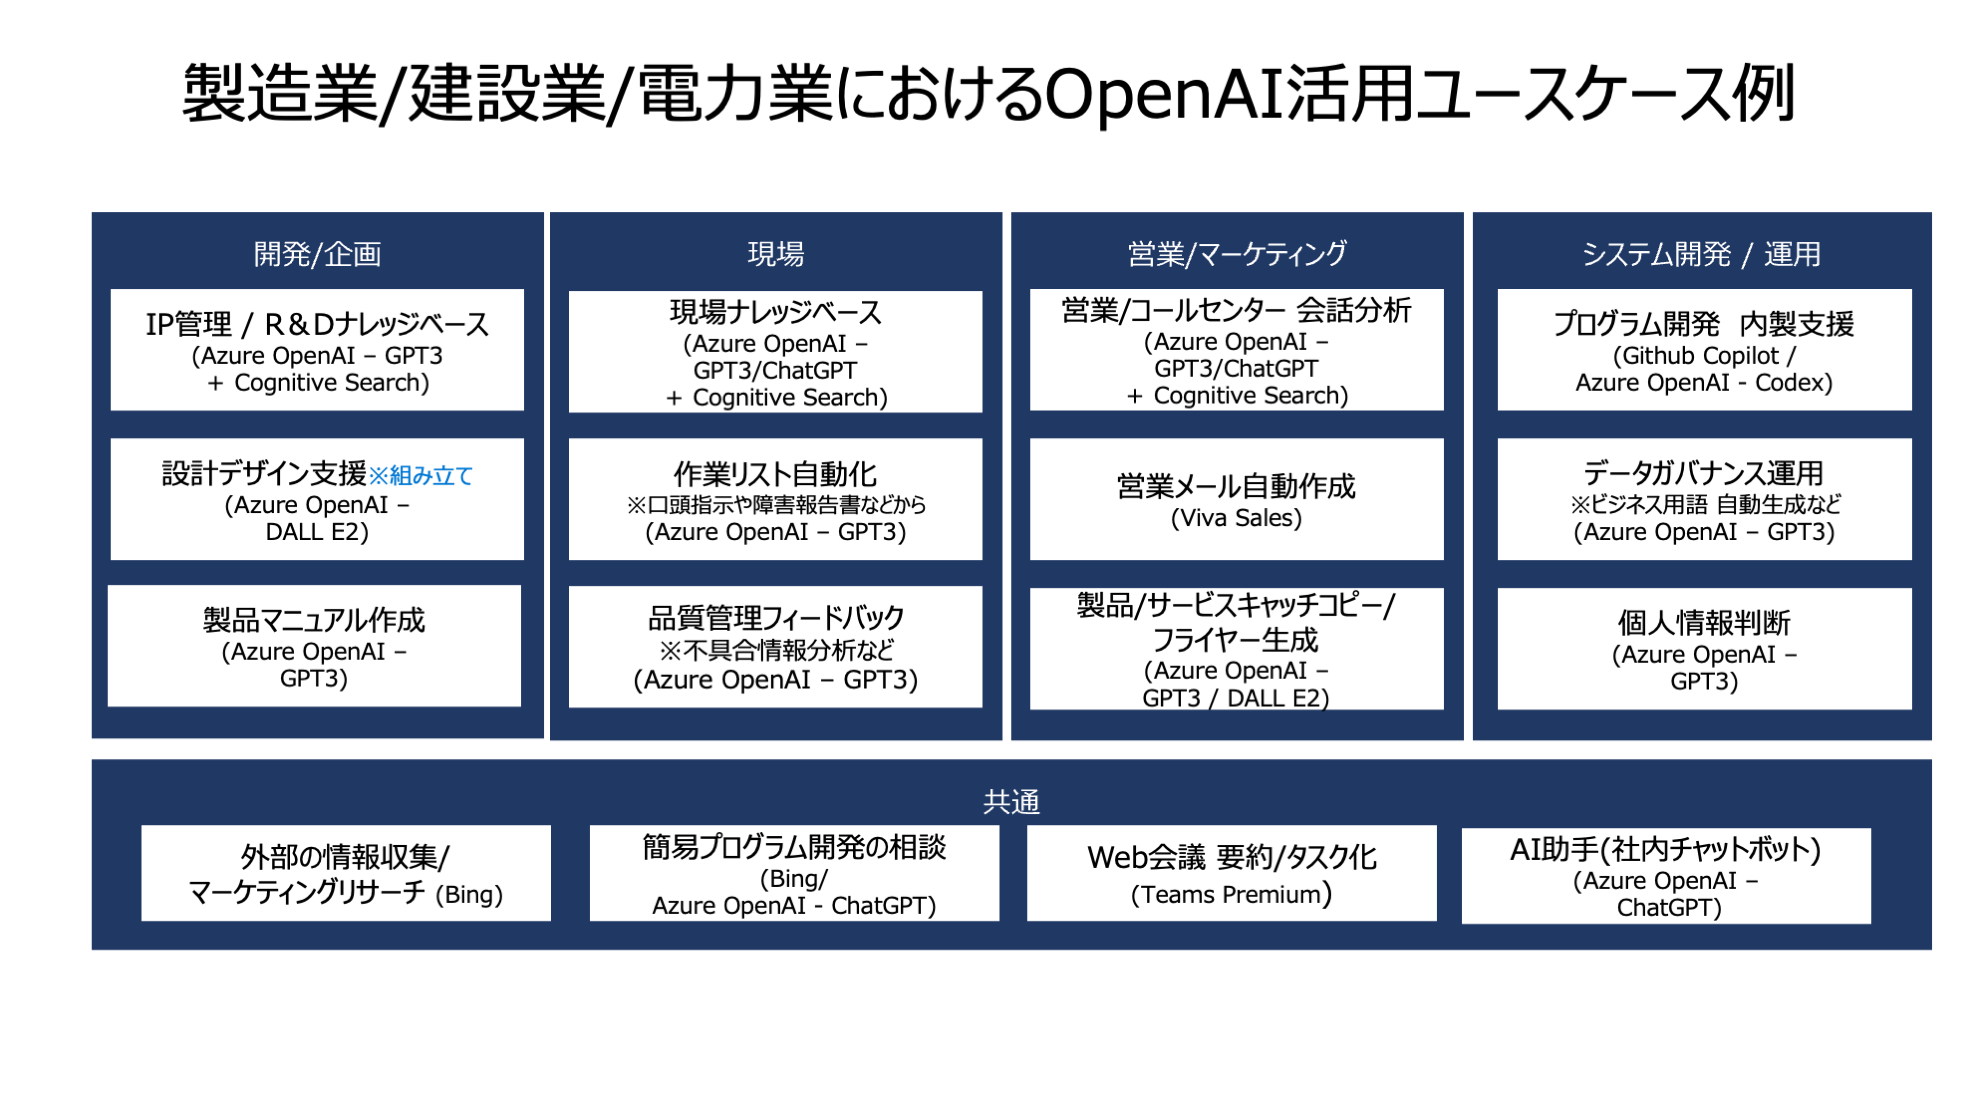 製造業/建設業/電力業におけるOpenAI活用ユースケース例
開発/企画
IP管理 / R&Dナレッジベース
(Azure OpenAI – GPT3
+ Cognitive Search)
設計デザイン支援※組み立て
(Azure OpenAI –
DALL E2)
製品マニュアル作成
(Azure OpenAI –
GPT3)
現場
現場ナレッジベース
(Azure OpenAI –
GPT3/ChatGPT
+ Cognitive Search)
作業リスト自動化
※口頭指示や障害報告書などから
(Azure OpenAI – GPT3)
品質管理フィードバック
※不具合情報分析など
(Azure OpenAI – GPT3)
営業/マーケティング
営業/コールセンター 会話分析
(Azure OpenAI –
GPT3/ChatGPT
+ Cognitive Search)
営業メール自動作成
(Viva Sales)
製品/サービスキャッチコピー/
フライヤー生成
(Azure OpenAI –
GPT3 / DALL E2)
システム開発 / 運用
プログラム開発 内製支援
(Github Copilot /
Azure OpenAI - Codex)
データガバナンス運用
※ビジネス用語 自動生成など
(Azure OpenAI – GPT3)
個人情報判断
(Azure OpenAI –
GPT3)
共通
外部の情報収集/
マーケティングリサーチ (Bing)
簡易プログラム開発の相談
(Bing/
Azure OpenAI - ChatGPT)
Web会議 要約/タスク化
(Teams Premium)
AI助手(社内チャットボット)
(Azure OpenAI –
ChatGPT)